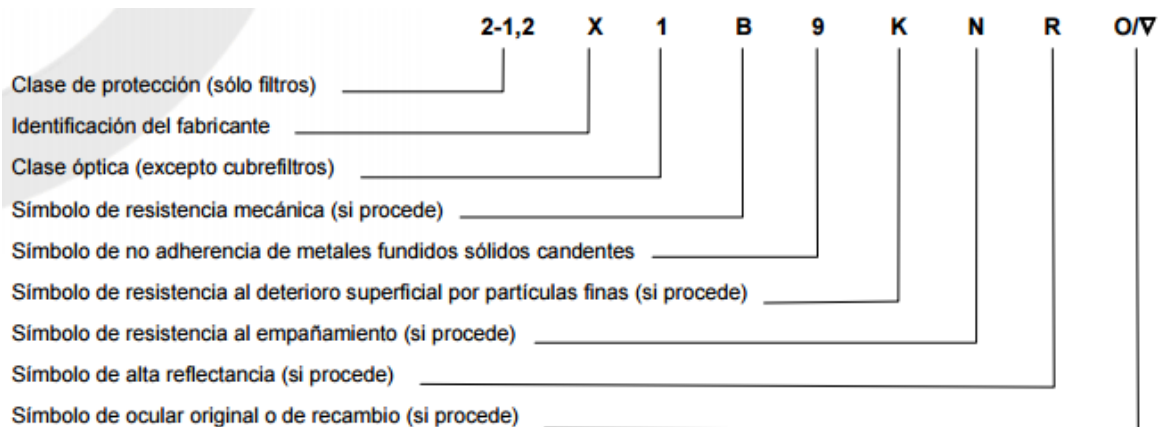 2-1,2 X 1 B 9 K N R O/∇
Clase de protección (sólo filtros)
Identificación del fabricante
Clase óptica (excepto cubrefiltros)
Símbolo de resistencia mecánica (si procede)
Símbolo de no adherencia de metales fundidos sólidos candentes
Símbolo de resistencia al deterioro superficial por partículas finas (si procede)
Símbolo de resistencia al empañamiento (si procede)
Símbolo de alta reflectancia (si procede)
Símbolo de ocular original o de recambio (si procede)